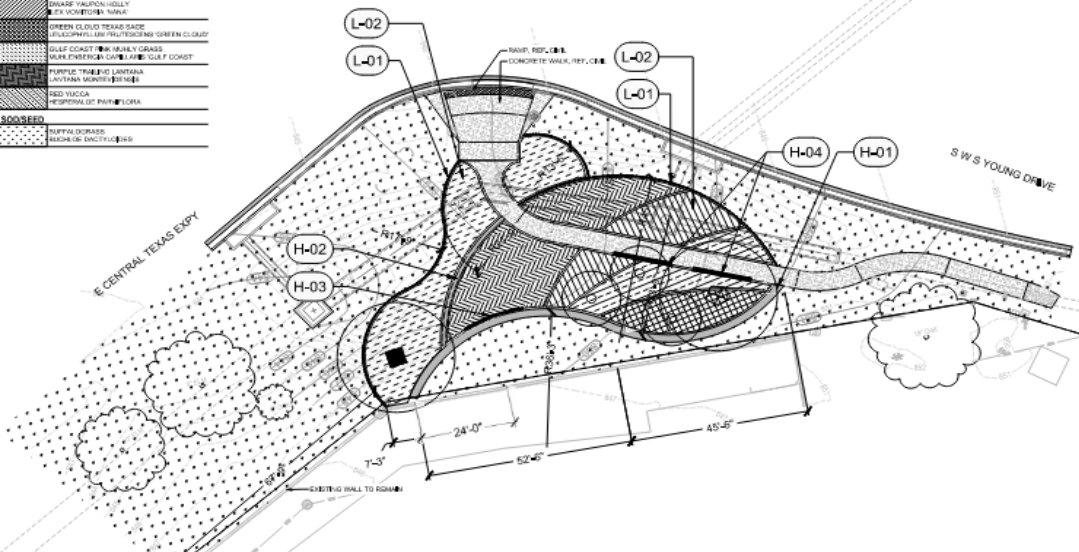 DWARF YAUPON HOLLY
ILEX VOMITORIA 'NANA'
GREEN CLOUD TEXAS SAGE
LEUCOPHYLLUM FRUTESCENS 'GREEN CLOUD'
GULF COAST PINK MUHLY GRASS
MUHLENBERGIA CAPILLARIS 'GULF COAST'
PURPLE TRAILING LANTANA
LANTANA MONTEVIDENSIS
RED YUCCA
HESPERALOE PARVIFLORA
SOD/SEED
BUFFALOGRASS
BUCHLOE DACTYLOIDES
L-02
L-01
RAMP, REF. CIVIL
CONCRETE WALK, REF. CIVIL
L-02
L-01
H-04
H-01
S W S YOUNG DRIVE
E CENTRAL TEXAS EXPY
H-02
H-03
24'-0"
7'-3"
52'-6"
45'-6"
EXISTING WALL TO REMAIN